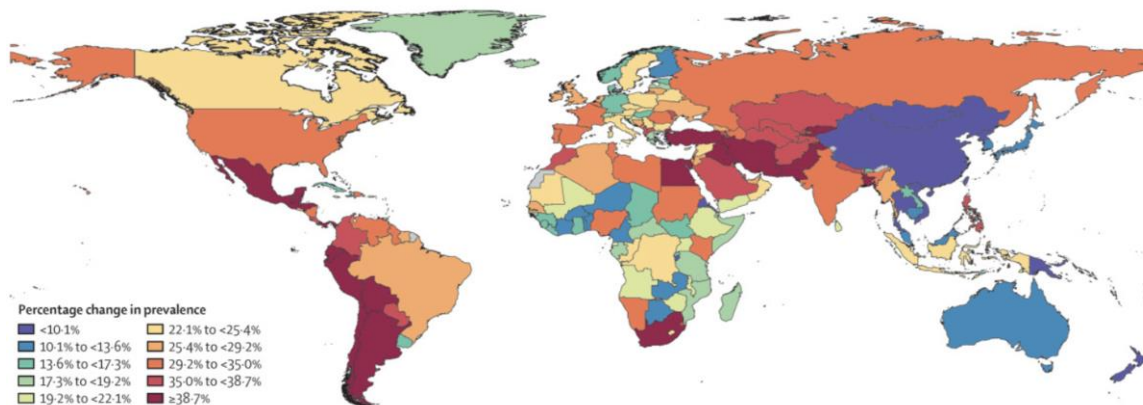 Percentage change in prevalence
<10·1%
10·1% to <13·6%
13·6% to <17·3%
17·3% to <19·2%
19·2% to <22·1%
22·1% to <25·4%
25·4% to <29·2%
29·2% to <35·0%
35·0% to <38·7%
≥38·7%